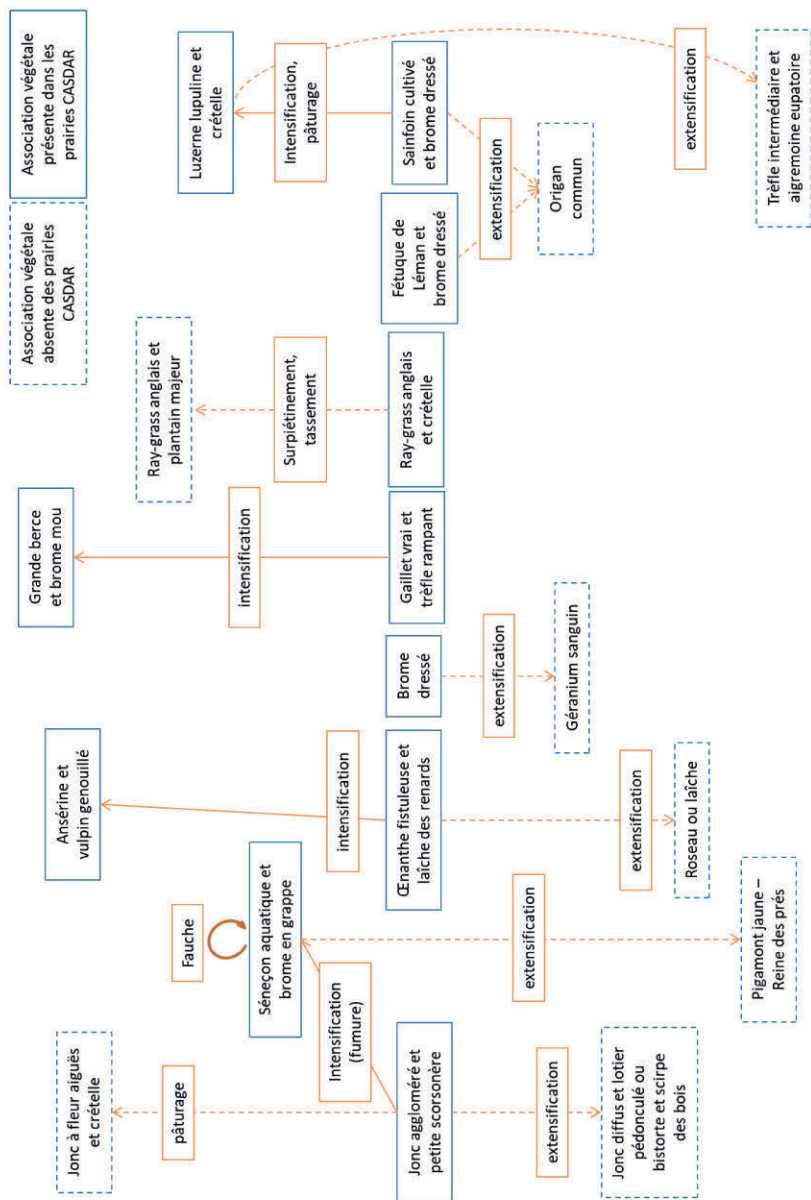 Association végétale
présente dans les
prairies CASDAR
Association végétale
absente des prairies
CASDAR
Grande berce
et brome mou
Ansérine et
vulpin genouillé
Jonc à fleur aiguës
et crételle
Ray-grass anglais et
plantain majeur
Luzerne lupuline et
crételle
Fauche
pâturage
Séneçon aquatique et
brome en grappe
intensification
intensification
Surpiétinement,
tassement
Intensification,
pâturage
Intensification
(fumure)
Jonc aggloméré et
petite scorsonère
Œnanthe fistuleuse et
laîche des renards
Brome
dressé
Gaillet vrai et
trèfle rampant
Ray-grass anglais
et crételle
Fétuque de
Léman et
brome dressé
Sainfoin cultivé
et brome dressé
extensification
extensification
extensification
extensification
extensification
extensification
Jonc diffus et lotier
pédonculé ou
bistorte et scirpe
des bois
Pigamont jaune –
Reine des prés
Roseau ou laîche
Géranium sanguin
Origan
commun
Trèfle intermédiaire et
aigremoine eupatoire